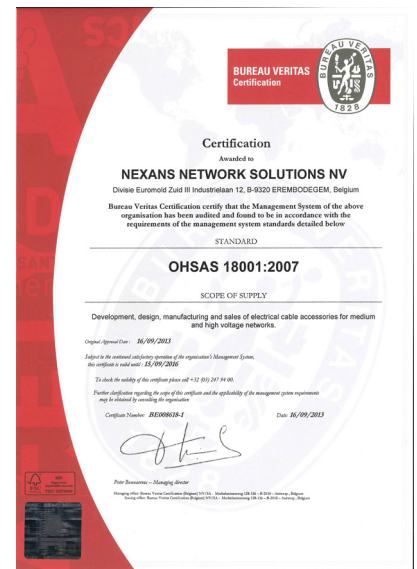 BUREAU VERITAS
Certification
BUREAU VERITAS
1828
Certification
Awarded to
NEXANS NETWORK SOLUTIONS NV
Divisie Euromold Zuid III Industrielaan 12, B-9320 EREMBODEGEM, Belgium
Bureau Veritas Certification certify that the Management System of the above
organisation has been audited and found to be in accordance with the
requirements of the management system standards detailed below
STANDARD
OHSAS 18001:2007
SCOPE OF SUPPLY
Development, design, manufacturing and sales of electrical cable accessories for medium
and high voltage networks.
Original Approval Date : 16/09/2013
Subject to the continued satisfactory operation of the organisation's Management System,
this certificate is valid until : 15/09/2016
To check the validity of this certificate please call +32 (03) 247 94 00.
Further clarification regarding the scope of this certificate and the applicability of the management system requirements
may be obtained by consulting the organisation
Certificate Number: BE008618-1
Date: 16/09/2013
– Managing director
FSC